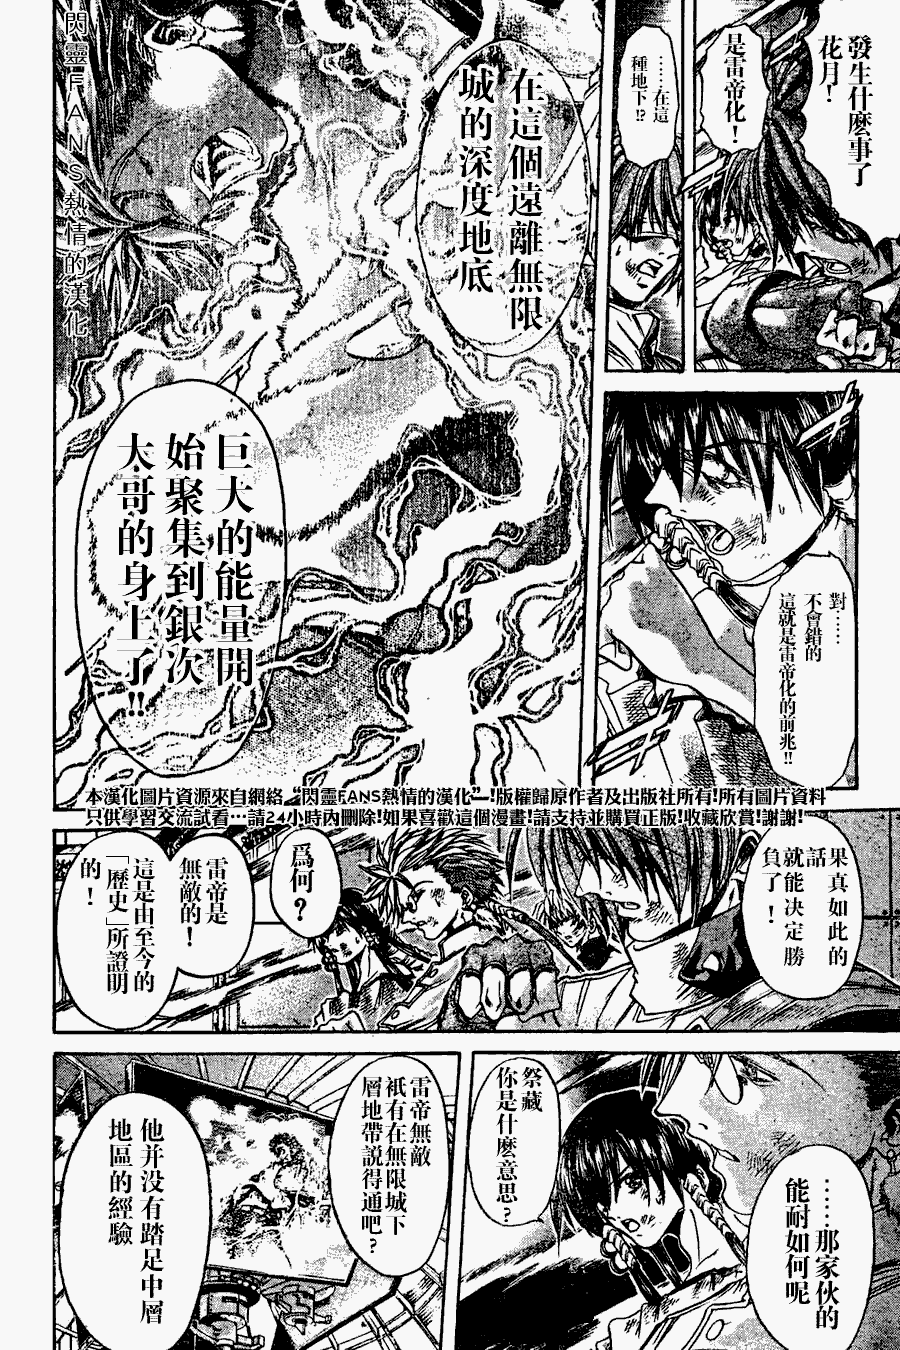 發生什麼事了
花月!
是雷帝化!
……在這
種地下!?
在這個遠離無限
城的深度地底
巨大的能量開
始聚集到銀次
大哥的身上了!!
閃靈FANS熱情的漢化
對……
不會錯的
這就是雷帝化的前兆!!
本漢化圖片資源來自網絡“閃靈FANS熱情的漢化”!版權歸原作者及出版社所有!所有圖片資料
只供學習交流試看…請24小時內刪除!如果喜歡這個漫畫!請支持並購買正版!收藏欣賞!謝謝!
果真如此的
話
就能決定勝
負了!
爲何?
雷帝是
無敵的!
這是由至今的
「歷史」所證明
的!
……那家伙的
能耐如何呢
祭藏
你是什麼意思?
雷帝無敵
衹有在無限城下
層地帶説得通吧?
他并没有踏足中層
地區的經驗